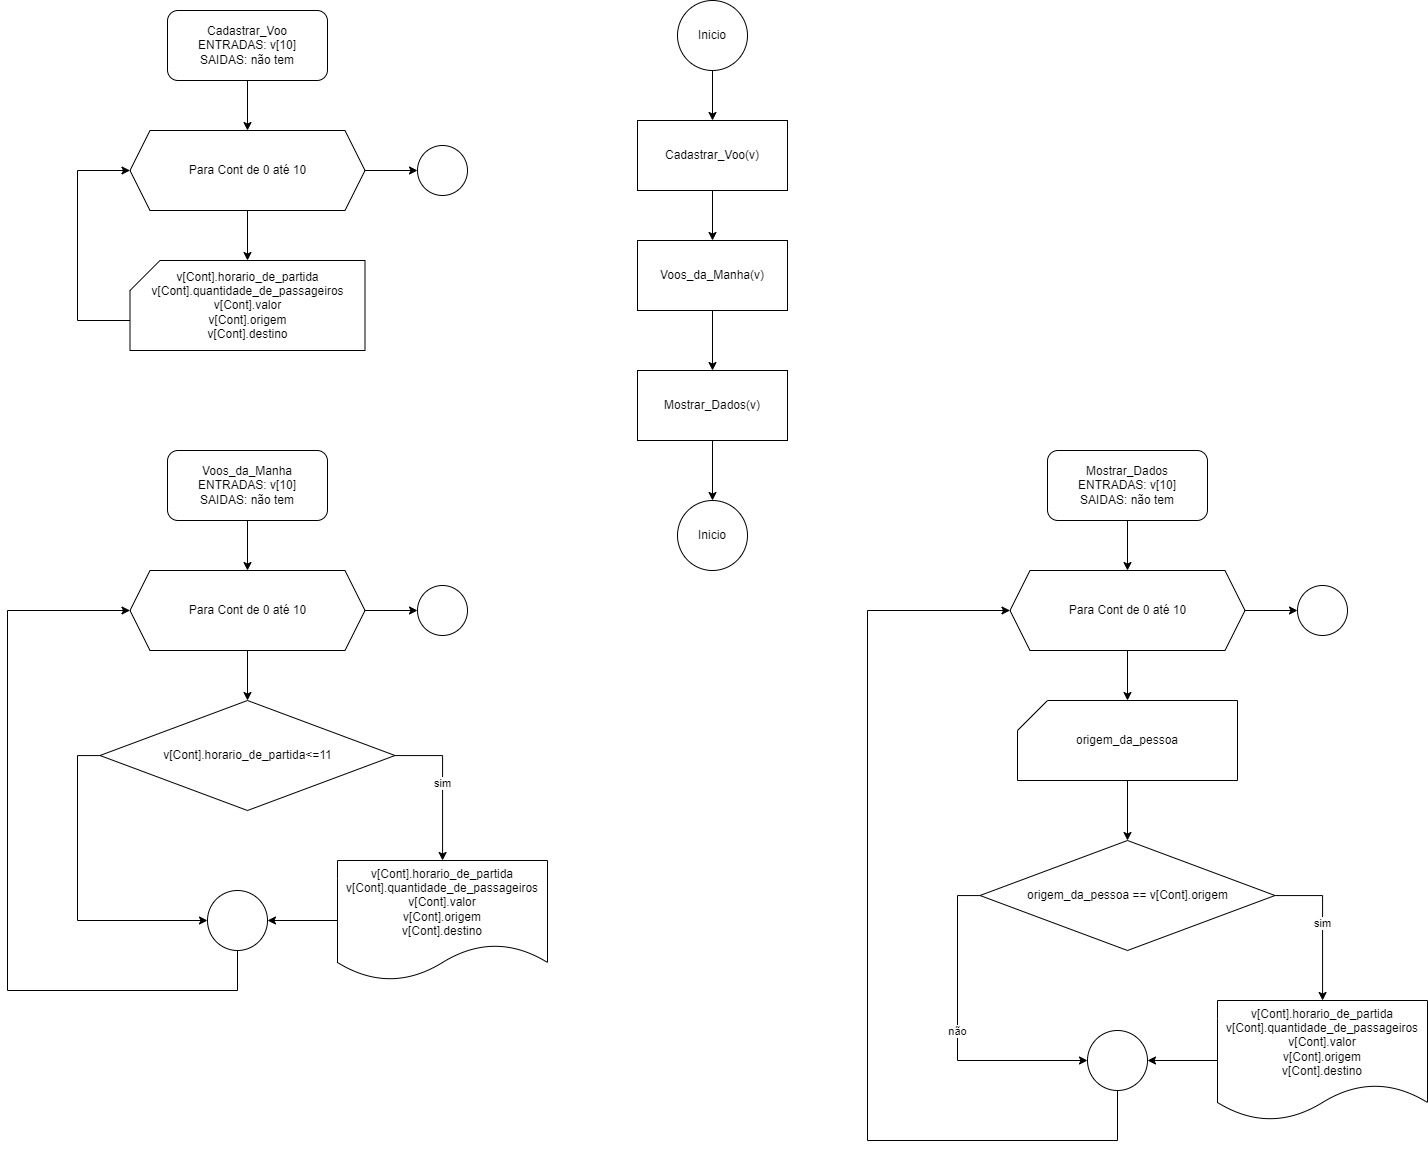 Cadastrar_Voo
ENTRADAS: v[10]
SAIDAS: não tem
Para Cont de 0 até 10
v[Cont].horario_de_partida
v[Cont].quantidade_de_passageiros
v[Cont].valor
v[Cont].origem
v[Cont].destino
Inicio
Cadastrar_Voo(v)
Voos_da_Manha(v)
Mostrar_Dados(v)
Inicio
Voos_da_Manha
ENTRADAS: v[10]
SAIDAS: não tem
Para Cont de 0 até 10
v[Cont].horario_de_partida<=11
sim
v[Cont].horario_de_partida
v[Cont].quantidade_de_passageiros
v[Cont].valor
v[Cont].origem
v[Cont].destino
Mostrar_Dados
ENTRADAS: v[10]
SAIDAS: não tem
Para Cont de 0 até 10
origem_da_pessoa
origem_da_pessoa == v[Cont].origem
sim
não
v[Cont].horario_de_partida
v[Cont].quantidade_de_passageiros
v[Cont].valor
v[Cont].origem
v[Cont].destino